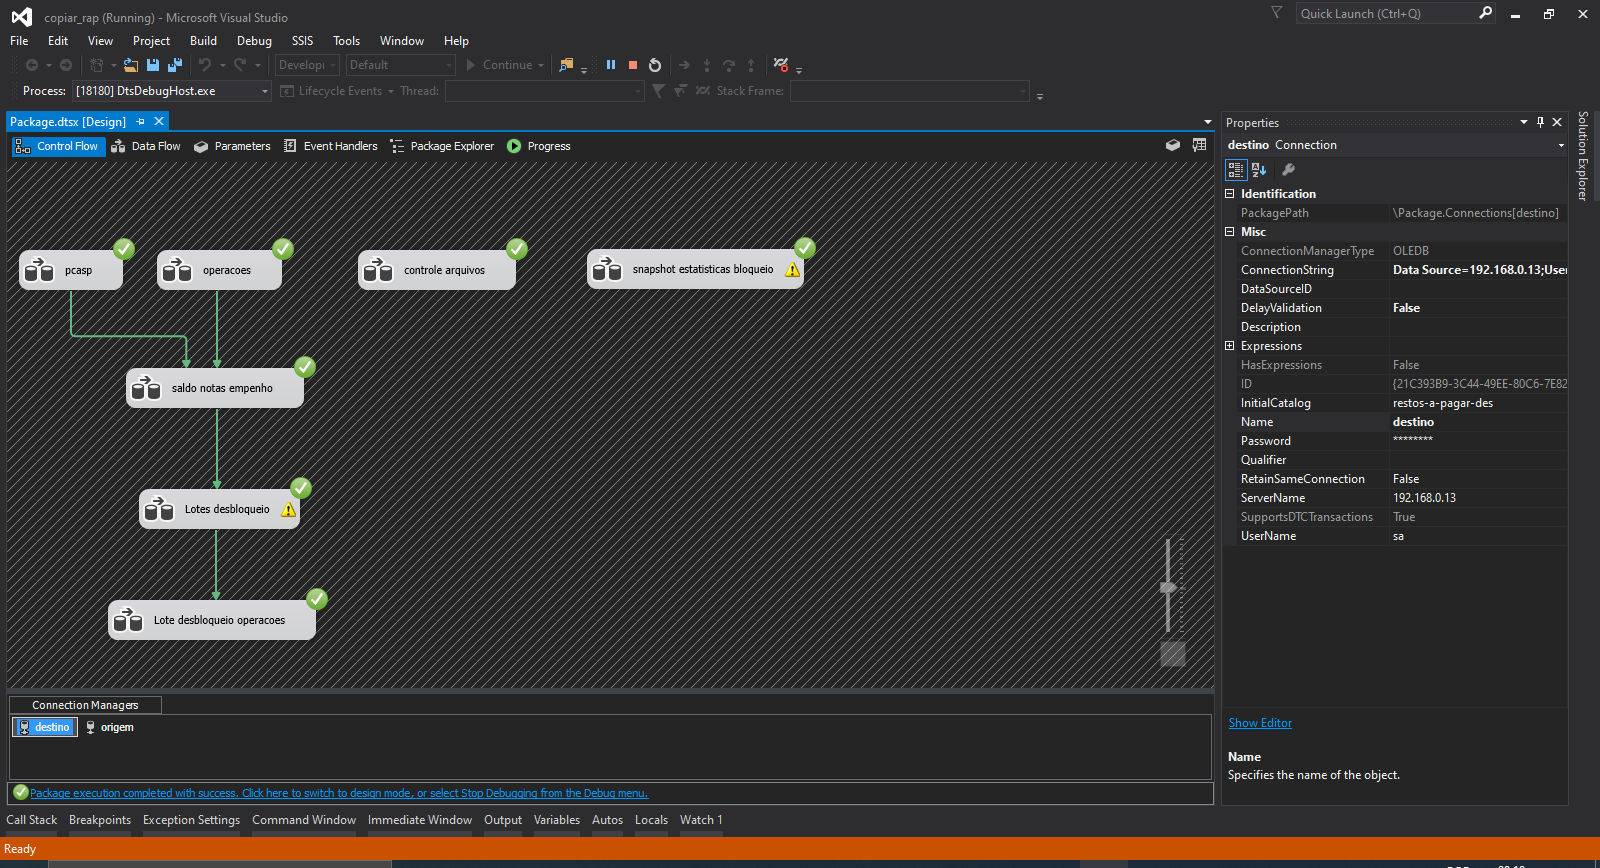 copiar_rap (Running) - Microsoft Visual Studio
Quick Launch (Ctrl+Q)
File Edit View Project Build Debug SSIS Tools Window Help
Develop Default Continue
Process: [18180] DtsDebugHost.exe Lifecycle Events Thread: Stack Frame:
Package.dtsx [Design]
Control Flow Data Flow Parameters Event Handlers Package Explorer Progress
pcasp
operacoes
controle arquivos
snapshot estatisticas bloqueio
saldo notas empenho
Lotes desbloqueio
Lote desbloqueio operacoes
Connection Managers
destino origem
Package execution completed with success. Click here to switch to design mode, or select Stop Debugging from the Debug menu.
Properties
destino Connection
Identification
PackagePath \Package.Connections[destino]
Misc
ConnectionManagerType OLEDB
ConnectionString Data Source=192.168.0.13;User
DataSourceID
DelayValidation False
Description
Expressions
HasExpressions False
ID {21C393B9-3C44-49EE-80C6-7E82
InitialCatalog restos-a-pagar-des
Name destino
Password ********
Qualifier
RetainSameConnection False
ServerName 192.168.0.13
SupportsDTCTransactions True
UserName sa
Show Editor
Name
Specifies the name of the object.
Solution Explorer
Call Stack Breakpoints Exception Settings Command Window Immediate Window Output Variables Autos Locals Watch 1
Ready